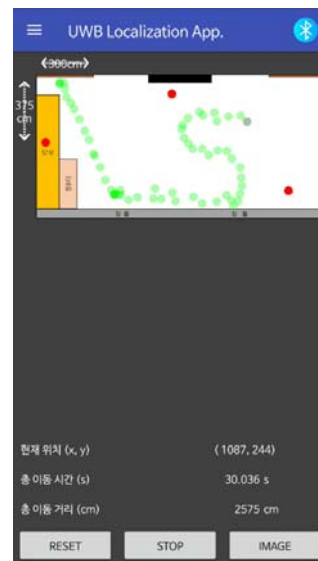 UWB Localization App.
300cm
375
cm
현재 위치 (x, y) (1087, 244)
총 이동 시간 (s) 30.036 s
총 이동 거리 (cm) 2575 cm
RESET STOP IMAGE